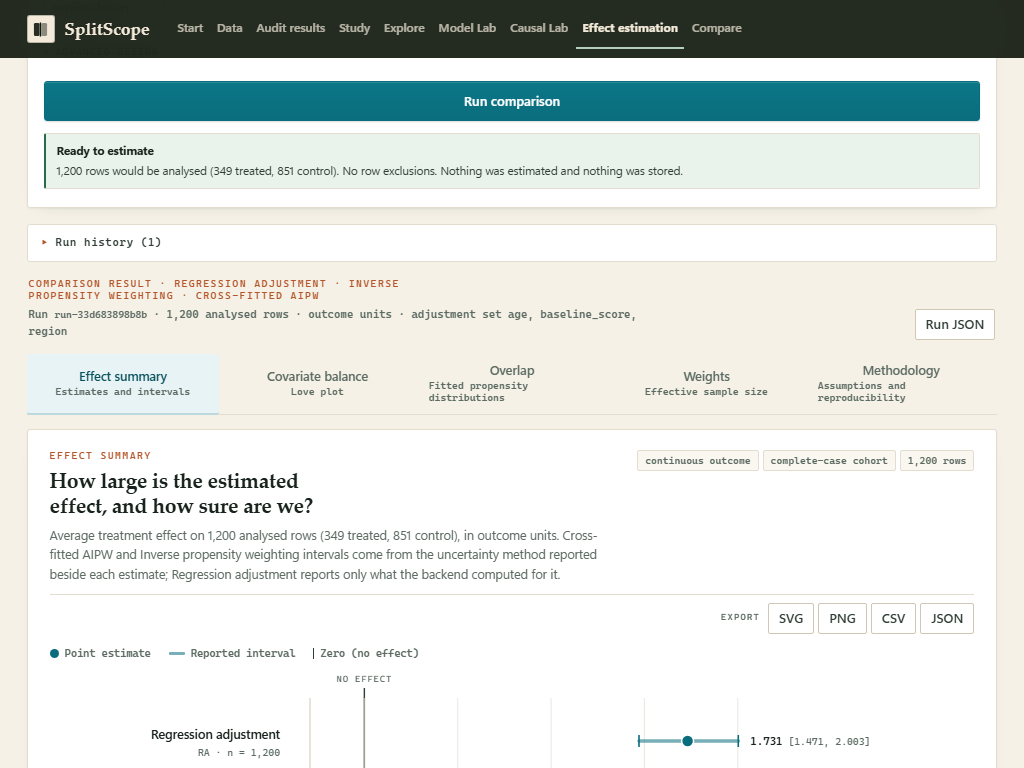 SplitScope
Start Data Audit results Study Explore Model Lab Causal Lab Effect estimation Compare
Run comparison
Ready to estimate
1,200 rows would be analysed (349 treated, 851 control). No row exclusions. Nothing was estimated and nothing was stored.
▸ Run history (1)
COMPARISON RESULT · REGRESSION ADJUSTMENT · INVERSE
PROPENSITY WEIGHTING · CROSS-FITTED AIPW
Run run-33d683898b8b · 1,200 analysed rows · outcome units · adjustment set age, baseline_score,
region
Run JSON
Effect summary
Estimates and intervals
Covariate balance
Love plot
Overlap
Fitted propensity
distributions
Weights
Effective sample size
Methodology
Assumptions and
reproducibility
EFFECT SUMMARY
continuous outcome complete-case cohort 1,200 rows
How large is the estimated
effect, and how sure are we?
Average treatment effect on 1,200 analysed rows (349 treated, 851 control), in outcome units. Cross-
fitted AIPW and Inverse propensity weighting intervals come from the uncertainty method reported
beside each estimate; Regression adjustment reports only what the backend computed for it.
EXPORT SVG PNG CSV JSON
Point estimate Reported interval Zero (no effect)
NO EFFECT
Regression adjustment
RA · n = 1,200
1.731 [1.471, 2.003]